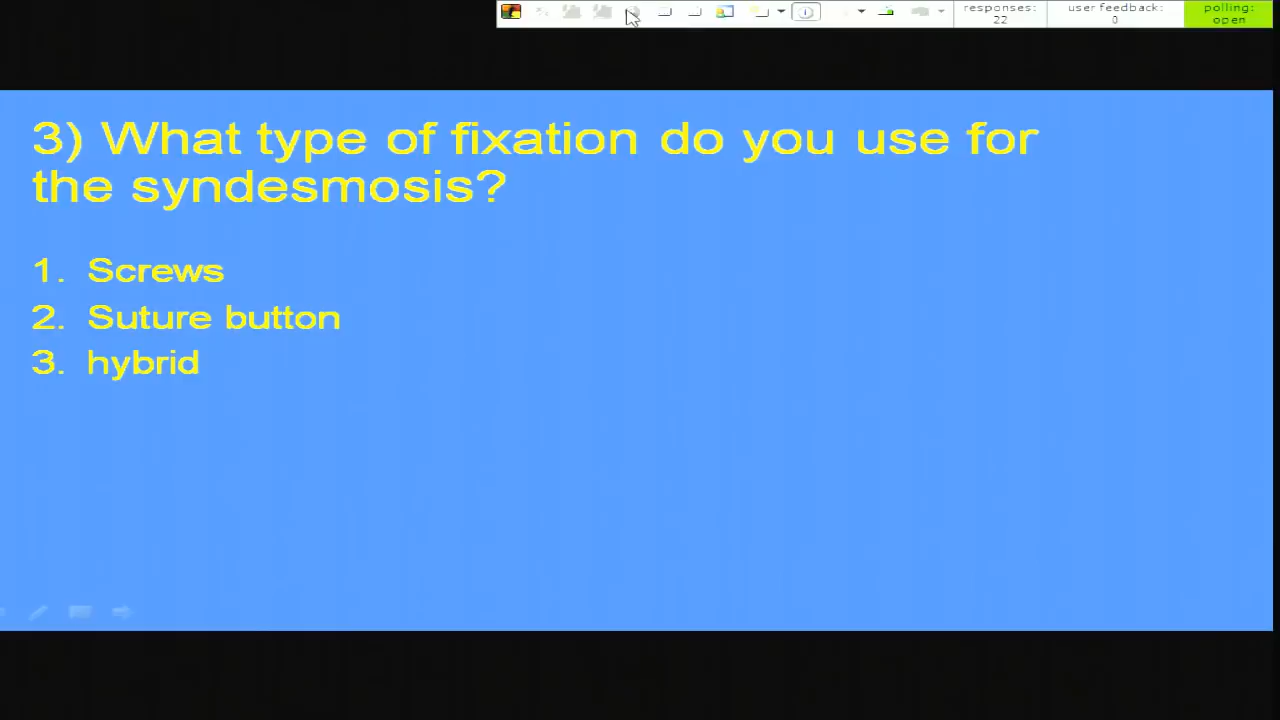 responses:
22
user feedback:
0
polling:
open
3) What type of fixation do you use for
the syndesmosis?
1. Screws
2. Suture button
3. hybrid